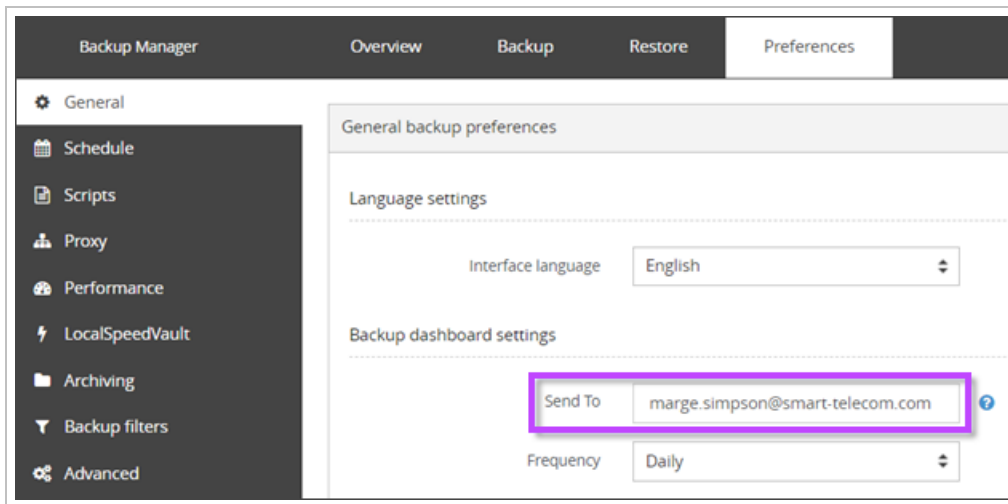 Backup Manager Overview Backup Restore Preferences
General
Schedule
Scripts
Proxy
Performance
LocalSpeedVault
Archiving
Backup filters
Advanced
General backup preferences
Language settings
Interface language English
Backup dashboard settings
Send To marge.simpson@smart-telecom.com ?
Frequency Daily